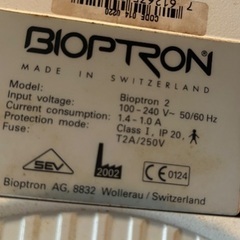 BIOPTRON
MADE IN SWITZERLAND
Model: Bioptron 2
Input voltage: 100 - 240 V~ 50/60 Hz
Current consumption: 1.4 - 1.0 A
Protection mode: Class I, IP 20,
Fuse: T2A/250V
SEV 2002 CE 0124
Bioptron AG, 8832 Wollerau / Switzerland